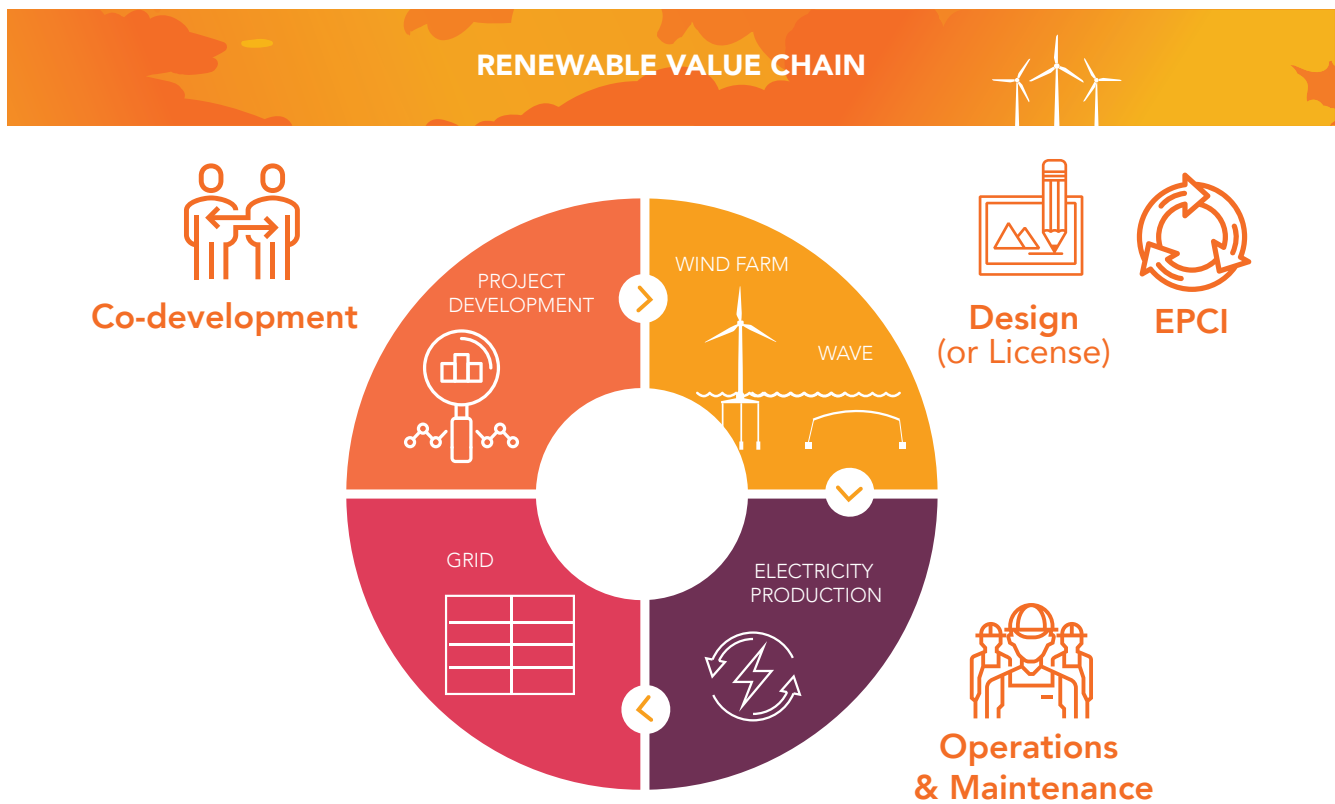 RENEWABLE VALUE CHAIN
Co-development
PROJECT
DEVELOPMENT
WIND FARM
WAVE
Design
(or License)
EPCI
GRID
ELECTRICITY
PRODUCTION
Operations
& Maintenance